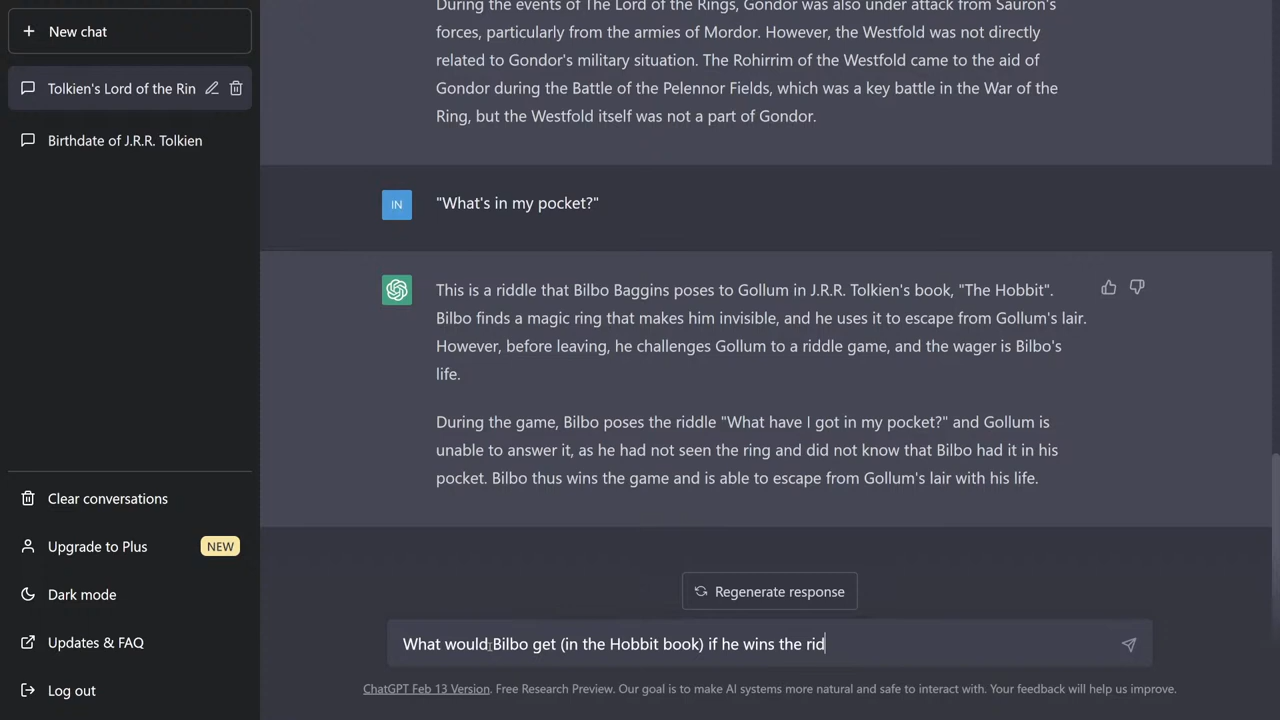 New chat
Tolkien's Lord of the Rin
Birthdate of J.R.R. Tolkien
Clear conversations
Upgrade to Plus
NEW
Dark mode
Updates & FAQ
Log out
During the events of The Lord of the Rings, Gondor was also under attack from Sauron's
forces, particularly from the armies of Mordor. However, the Westfold was not directly
related to Gondor's military situation. The Rohirrim of the Westfold came to the aid of
Gondor during the Battle of the Pelennor Fields, which was a key battle in the War of the
Ring, but the Westfold itself was not a part of Gondor.
IN
"What's in my pocket?"
This is a riddle that Bilbo Baggins poses to Gollum in J.R.R. Tolkien's book, "The Hobbit".
Bilbo finds a magic ring that makes him invisible, and he uses it to escape from Gollum's lair.
However, before leaving, he challenges Gollum to a riddle game, and the wager is Bilbo's
life.
During the game, Bilbo poses the riddle "What have I got in my pocket?" and Gollum is
unable to answer it, as he had not seen the ring and did not know that Bilbo had it in his
pocket. Bilbo thus wins the game and is able to escape from Gollum's lair with his life.
Regenerate response
What would Bilbo get (in the Hobbit book) if he wins the rid
ChatGPT Feb 13 Version. Free Research Preview. Our goal is to make AI systems more natural and safe to interact with. Your feedback will help us improve.